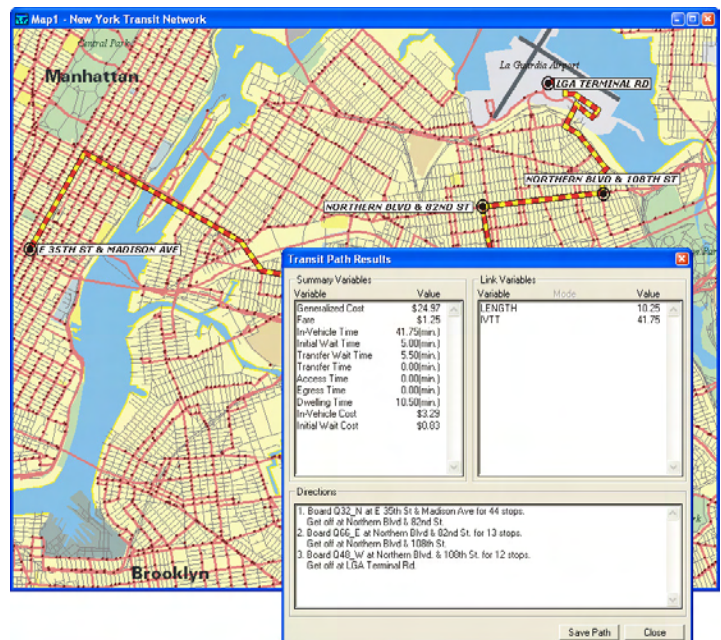 Map1 - New York Transit Network
Central Park
Manhattan
La Guardia Airport
LGA TERMINAL RD
NORTHERN BLVD & 108TH ST
NORTHERN BLVD & 82ND ST
E 35TH ST & MADISON AVE
Brooklyn
Transit Path Results
Summary Variables
Variable Value
Generalized Cost $24.97
Fare $1.25
In-Vehicle Time 41.75(min.)
Initial Wait Time 5.00(min.)
Transfer Wait Time 5.50(min.)
Transfer Time 0.00(min.)
Access Time 0.00(min.)
Egress Time 0.00(min.)
Dwelling Time 10.50(min.)
In-Vehicle Cost $3.29
Initial Wait Cost $0.83
Link Variables
Variable Mode Value
LENGTH 10.25
IVTT 41.75
Directions
1. Board Q32_N at E 35th St & Madison Ave for 44 stops.
Get off at Northern Blvd & 82nd St.
2. Board Q66_E at Northern Blvd & 82nd St. for 13 stops.
Get off at Northern Blvd & 108th St.
3. Board Q48_W at Northern Blvd. & 108th St. for 12 stops.
Get off at LGA Terminal Rd.
Save Path Close